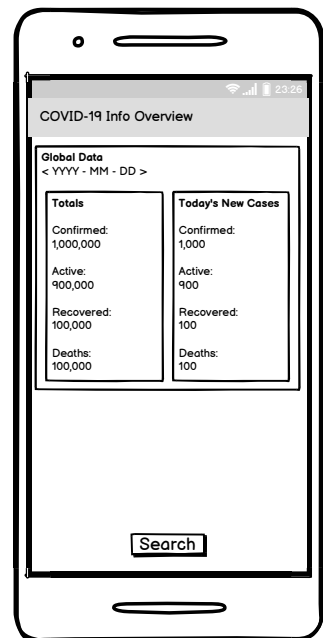 23:26
COVID-19 Info Overview
Global Data
< YYYY - MM - DD >
Totals
Confirmed:
1,000,000
Active:
900,000
Recovered:
100,000
Deaths:
100,000
Today's New Cases
Confirmed:
1,000
Active:
900
Recovered:
100
Deaths:
100
Search